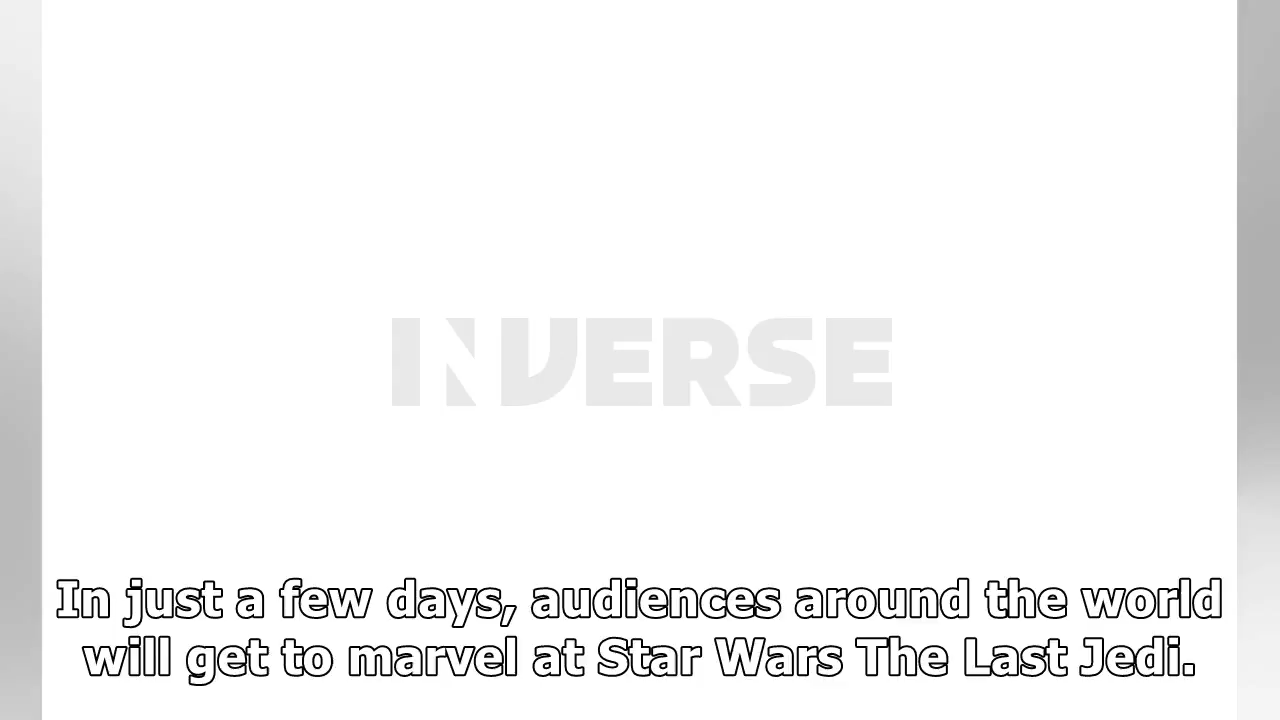 INVERSE
In just a few days, audiences around the world
will get to marvel at Star Wars The Last Jedi.